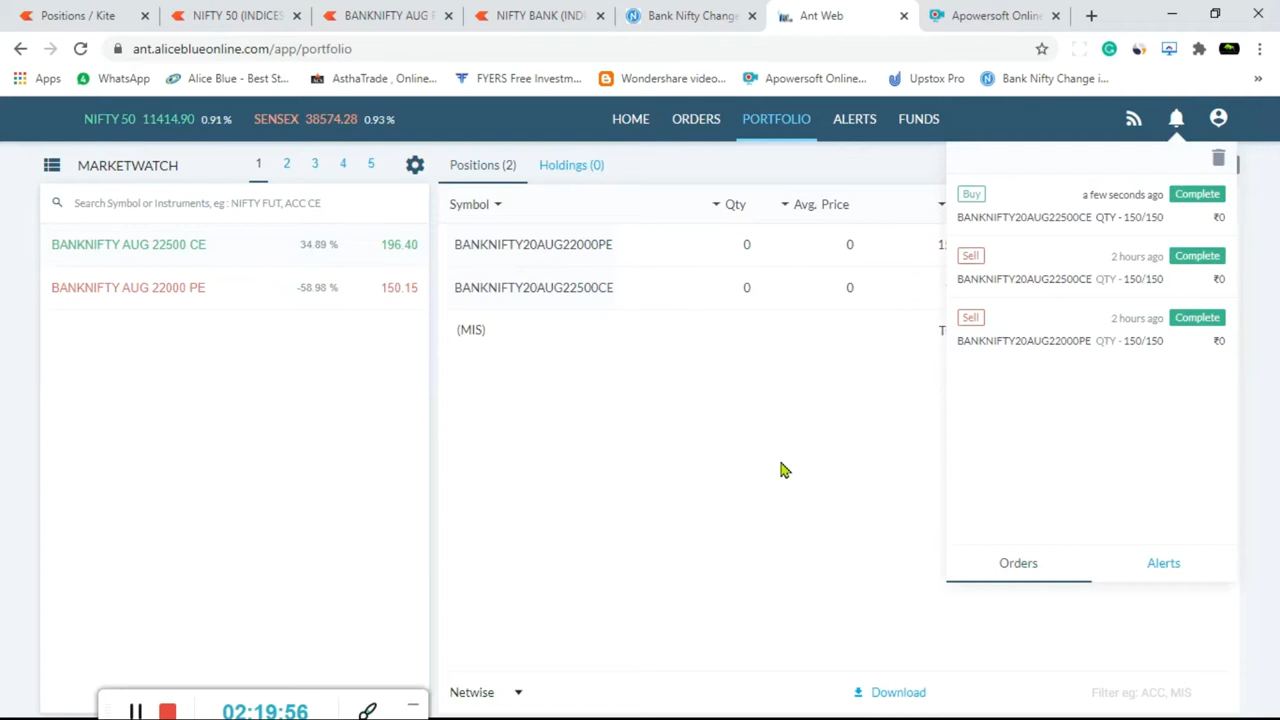 Positions / Kite
NIFTY 50 (INDICES
BANKNIFTY AUG
NIFTY BANK (IND
Bank Nifty Change
Ant Web
Apowersoft Online
ant.aliceblueonline.com/app/portfolio
Apps
WhatsApp
Alice Blue - Best St...
AsthaTrade , Online...
FYERS Free Investm...
Wondershare video...
Apowersoft Online...
Upstox Pro
Bank Nifty Change i...
NIFTY 50 11414.90 0.91 %
SENSEX 38574.28 0.93 %
HOME
ORDERS
PORTFOLIO
ALERTS
FUNDS
MARKETWATCH
1 2 3 4 5
Search Symbol or Instruments, eg : NIFTY FUT, ACC CE
BANKNIFTY AUG 22500 CE 34.89 % 196.40
BANKNIFTY AUG 22000 PE -58.98 % 150.15
Positions (2)
Holdings (0)
Symbol Qty Avg. Price
BANKNIFTY20AUG22000PE 0 0
BANKNIFTY20AUG22500CE 0 0
(MIS)
Buy a few seconds ago Complete
BANKNIFTY20AUG22500CE QTY - 150/150 ₹0
Sell 2 hours ago Complete
BANKNIFTY20AUG22500CE QTY - 150/150 ₹0
Sell 2 hours ago Complete
BANKNIFTY20AUG22000PE QTY - 150/150 ₹0
Orders
Alerts
Netwise
Download
Filter eg: ACC, MIS
02:19:56